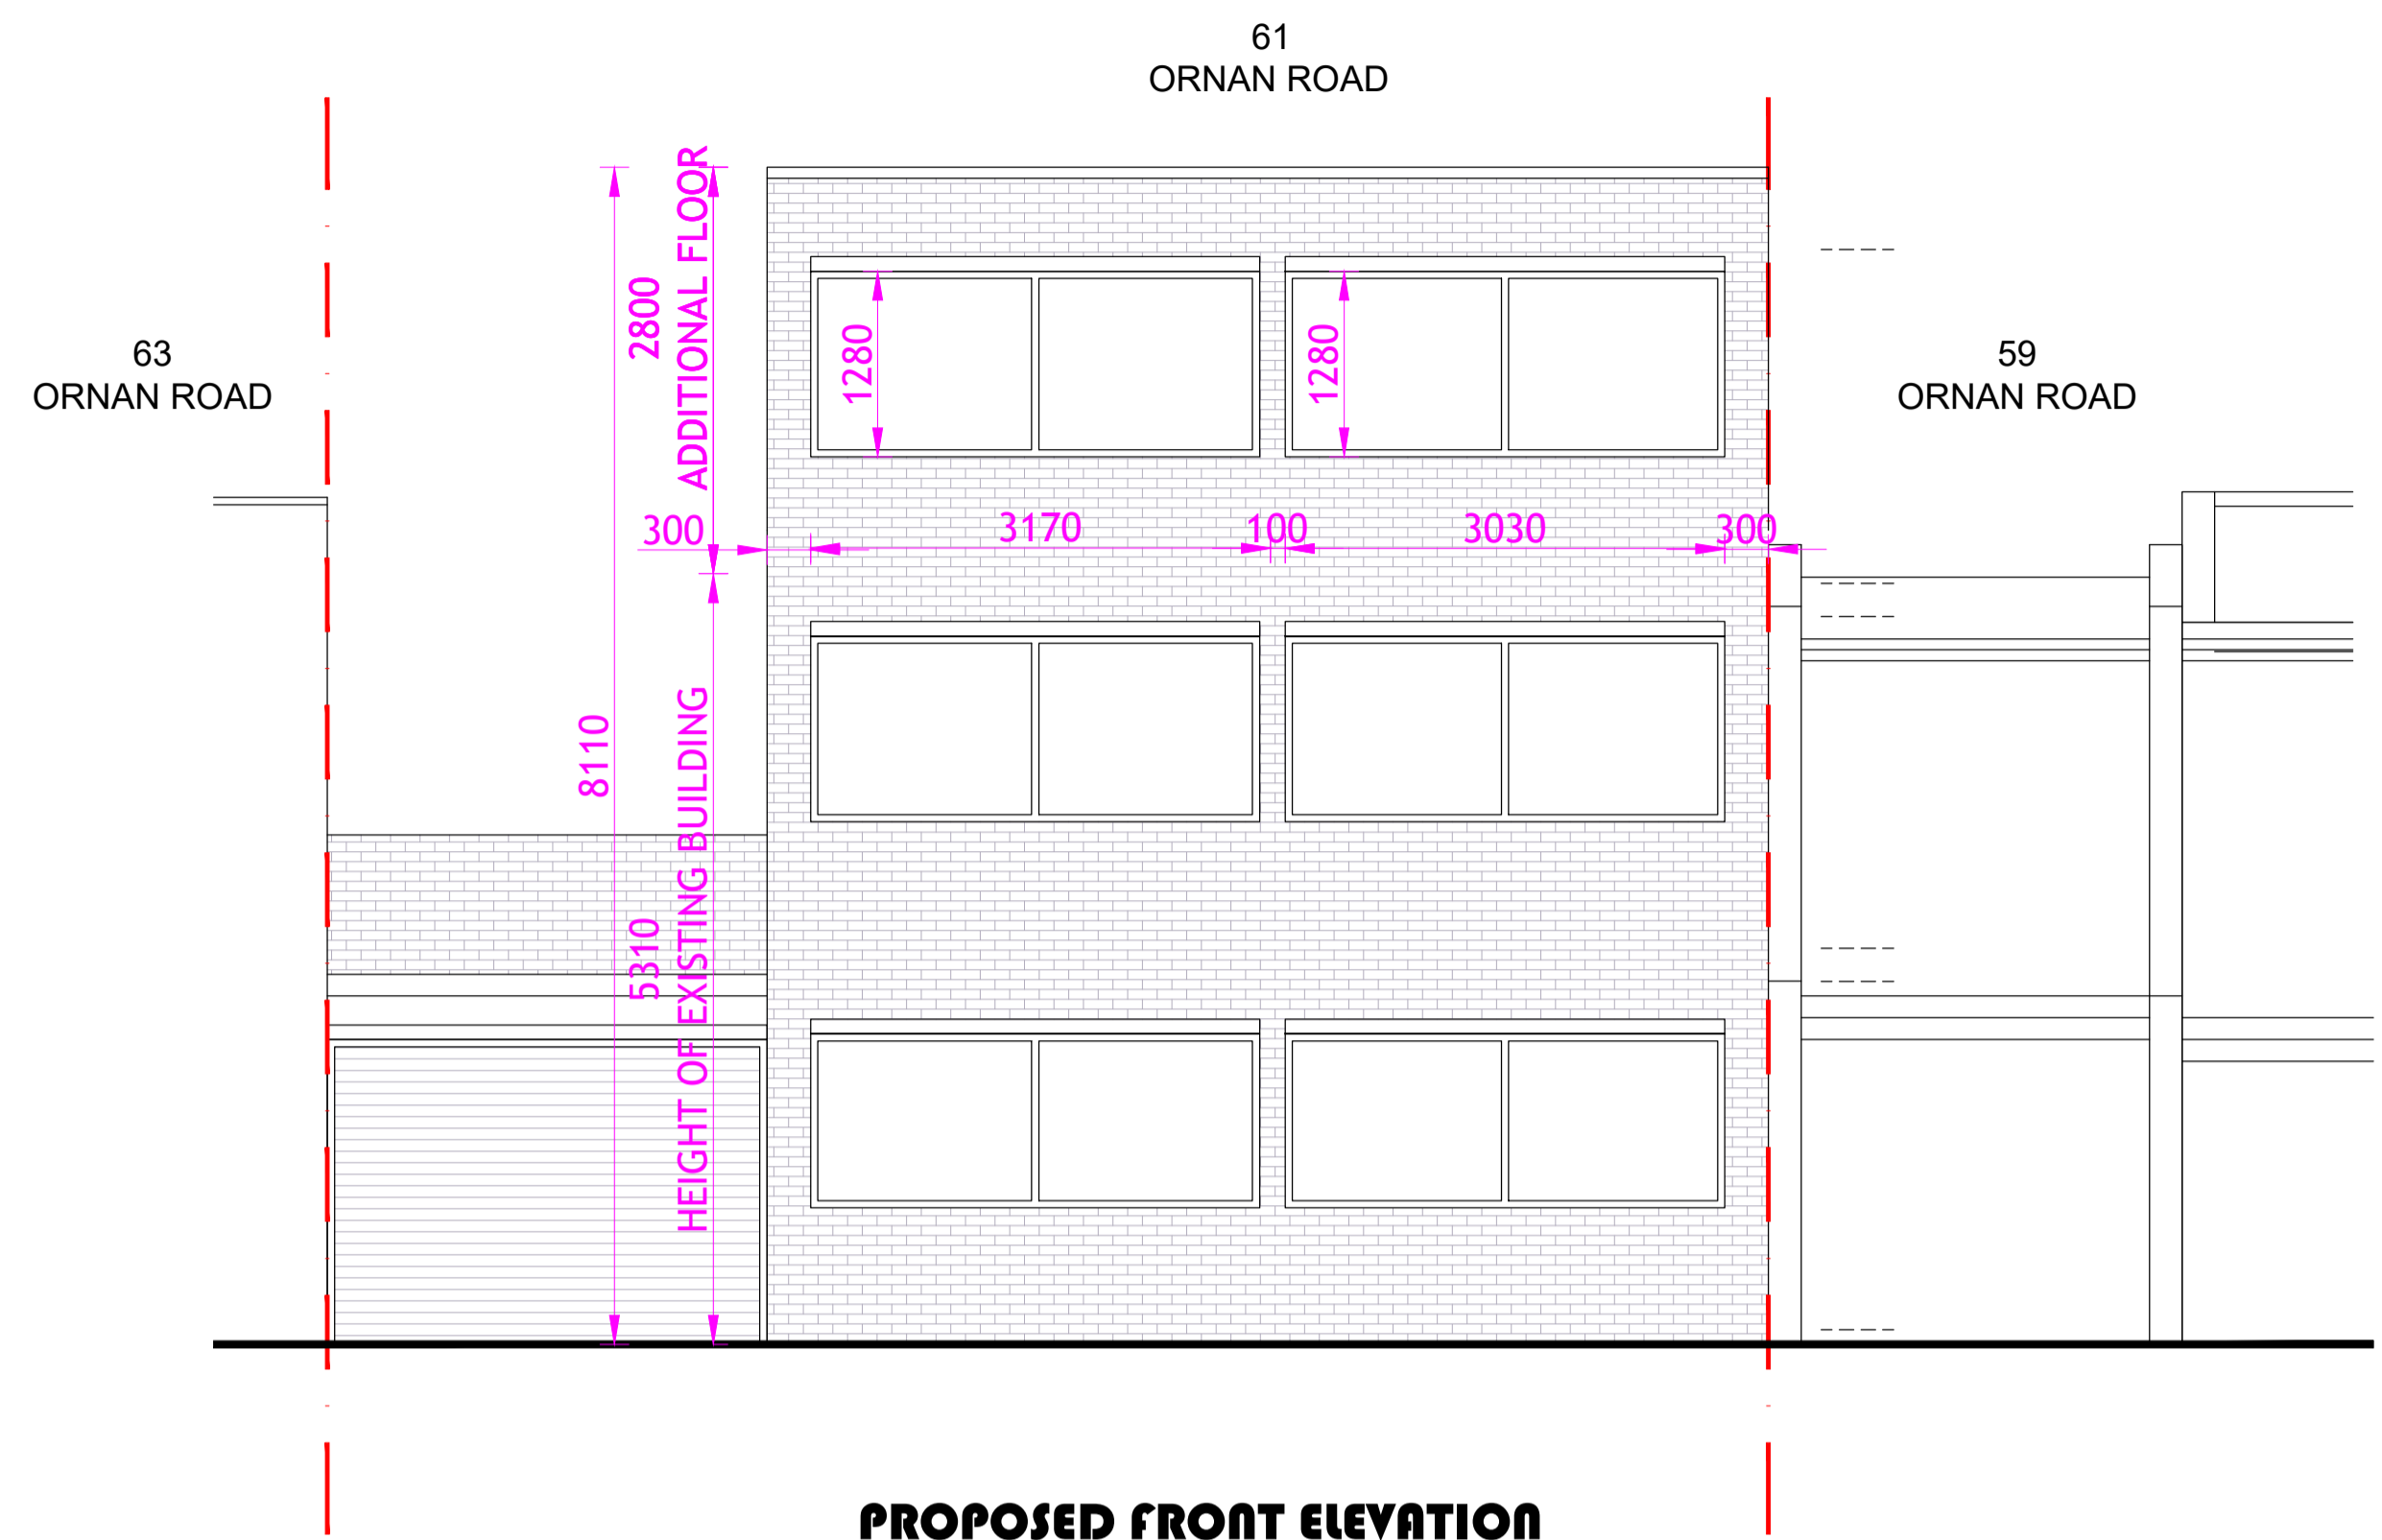 61
ORNAN ROAD
63
ORNAN ROAD
59
ORNAN ROAD
2800
ADDITIONAL FLOOR
1280
1280
300
3170
100
3030
300
8110
5310
HEIGHT OF EXISTING BUILDING
PROPOSED FRONT ELEVATION